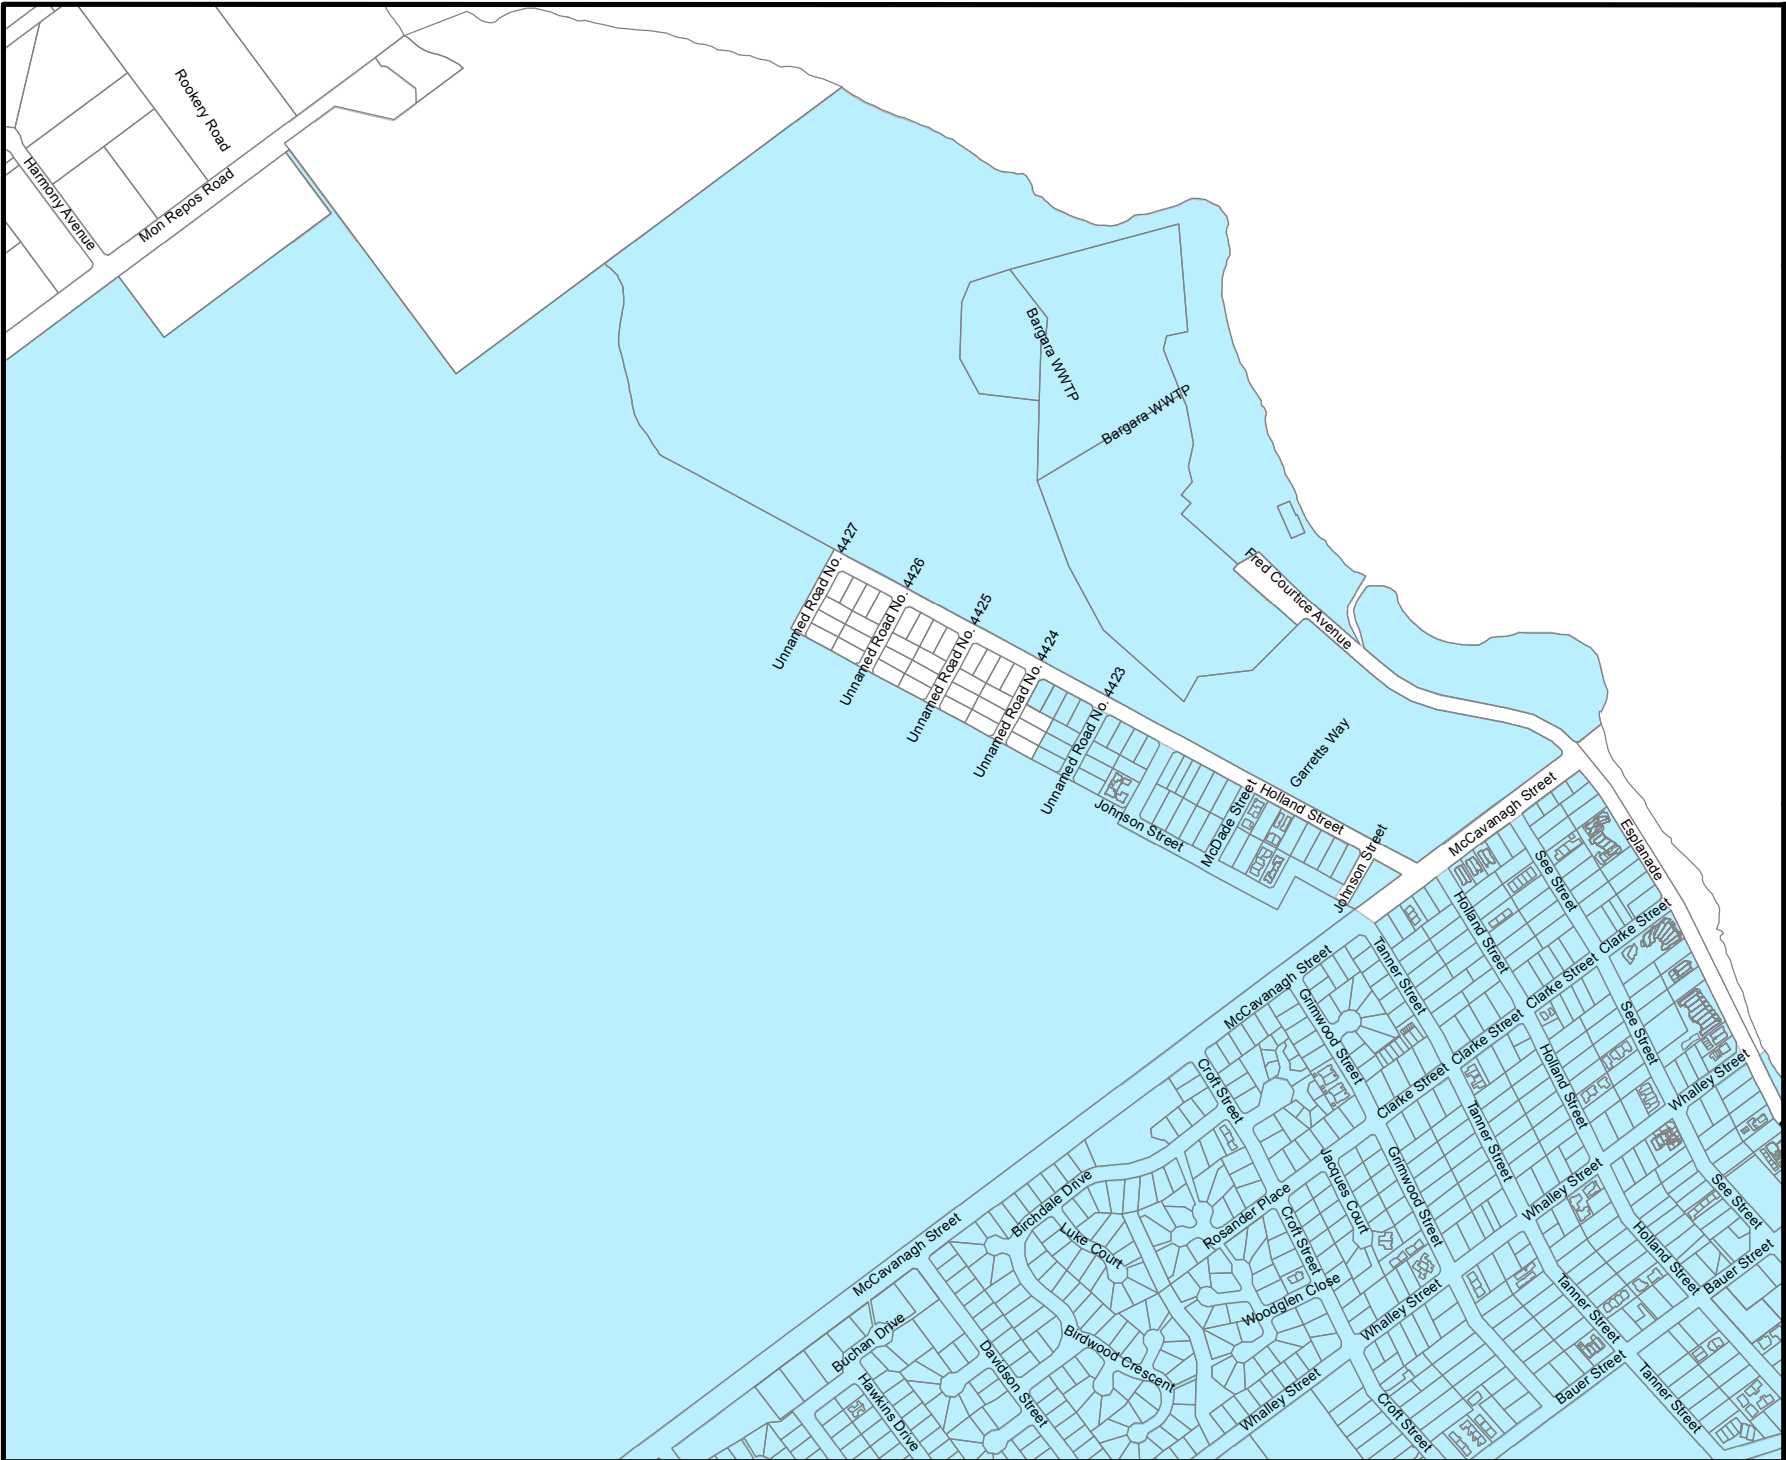 Rookery Road
Harmony Avenue
Mon Repos Road
Bargara WWTP
Bargara WWTP
Unnamed Road No. 4427
Unnamed Road No. 4426
Unnamed Road No. 4425
Unnamed Road No. 4424
Unnamed Road No. 4423
Fred Courtice Avenue
Garretts Way
Holland Street
McDade Street
Johnson Street
Johnson Street
McCavanagh Street
Esplanade
See Street
Holland Street
Clarke Street
Tanner Street
Clarke Street
McCavanagh Street
Grimwood Street
Clarke Street
See Street
Holland Street
Croft Street
Clarke Street
Whalley Street
Tanner Street
Jacques Court
Grimwood Street
Birchdale Drive
Rosander Place
Whalley Street
See Street
McCavanagh Street
Luke Court
Croft Street
Holland Street
Bauer Street
Woodglen Close
Whalley Street
Tanner Street
Buchan Drive
Birdwood Crescent
Davidson Street
Hawkins Drive
Whalley Street
Croft Street
Bauer Street
Tanner Street